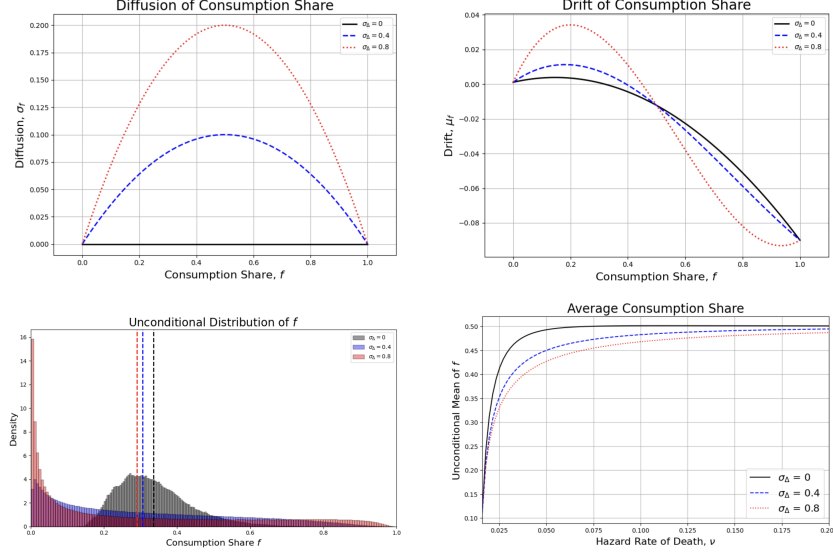 Diffusion of Consumption Share
σΔ = 0
σΔ = 0.4
σΔ = 0.8
0.200
0.175
0.150
0.125
0.100
0.075
0.050
0.025
0.000
Diffusion, σf
0.0 0.2 0.4 0.6 0.8 1.0
Consumption Share, f
Drift of Consumption Share
σΔ = 0
σΔ = 0.4
σΔ = 0.8
0.04
0.02
0.00
−0.02
−0.04
−0.06
−0.08
Drift, μf
0.0 0.2 0.4 0.6 0.8 1.0
Consumption Share, f
Unconditional Distribution of f
σΔ = 0
σΔ = 0.4
σΔ = 0.8
16
14
12
10
8
6
4
2
0
Density
0.0 0.2 0.4 0.6 0.8 1.0
Consumption Share f
Average Consumption Share
0.50
0.45
0.40
0.35
0.30
0.25
0.20
0.15
0.10
Unconditional Mean of f
σΔ = 0
σΔ = 0.4
σΔ = 0.8
0.025 0.050 0.075 0.100 0.125 0.150 0.175 0.200
Hazard Rate of Death, ν